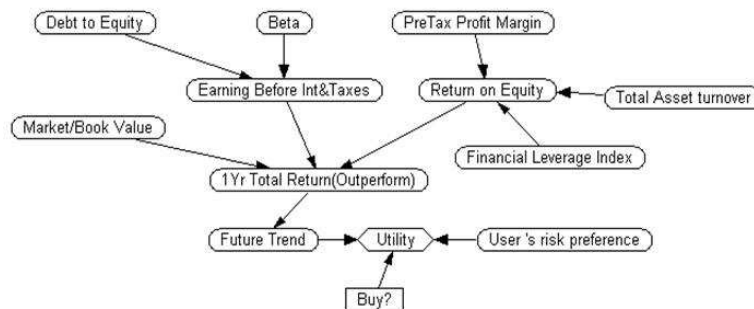 Debt to Equity
Beta
PreTax Profit Margin
Earning Before Int&Taxes
Return on Equity
Total Asset turnover
Market/Book Value
Financial Leverage Index
1Yr Total Return(Outperform)
Future Trend
Utility
User 's risk preference
Buy?